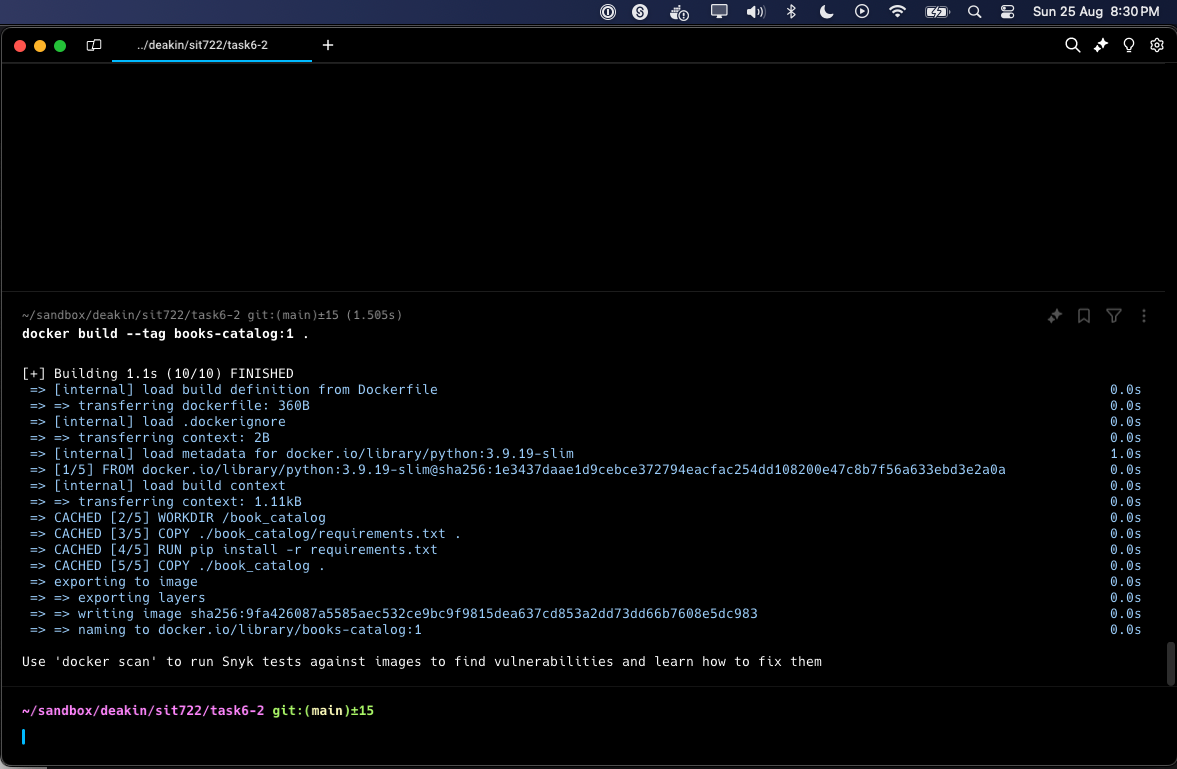 Sun 25 Aug 8:30 PM
../deakin/sit722/task6-2 +
~/sandbox/deakin/sit722/task6-2 git:(main)±15 (1.505s)
docker build --tag books-catalog:1 .
[+] Building 1.1s (10/10) FINISHED
=> [internal] load build definition from Dockerfile 0.0s
=> => transferring dockerfile: 360B 0.0s
=> [internal] load .dockerignore 0.0s
=> => transferring context: 2B 0.0s
=> [internal] load metadata for docker.io/library/python:3.9.19-slim 1.0s
=> [1/5] FROM docker.io/library/python:3.9.19-slim@sha256:1e3437daae1d9cebce372794eacfac254dd108200e47c8b7f56a633ebd3e2a0a 0.0s
=> [internal] load build context 0.0s
=> => transferring context: 1.11kB 0.0s
=> CACHED [2/5] WORKDIR /book_catalog 0.0s
=> CACHED [3/5] COPY ./book_catalog/requirements.txt . 0.0s
=> CACHED [4/5] RUN pip install -r requirements.txt 0.0s
=> CACHED [5/5] COPY ./book_catalog . 0.0s
=> exporting to image 0.0s
=> => exporting layers 0.0s
=> => writing image sha256:9fa426087a5585aec532ce9bc9f9815dea637cd853a2dd73dd66b7608e5dc983 0.0s
=> => naming to docker.io/library/books-catalog:1 0.0s
Use 'docker scan' to run Snyk tests against images to find vulnerabilities and learn how to fix them
~/sandbox/deakin/sit722/task6-2 git:(main)±15